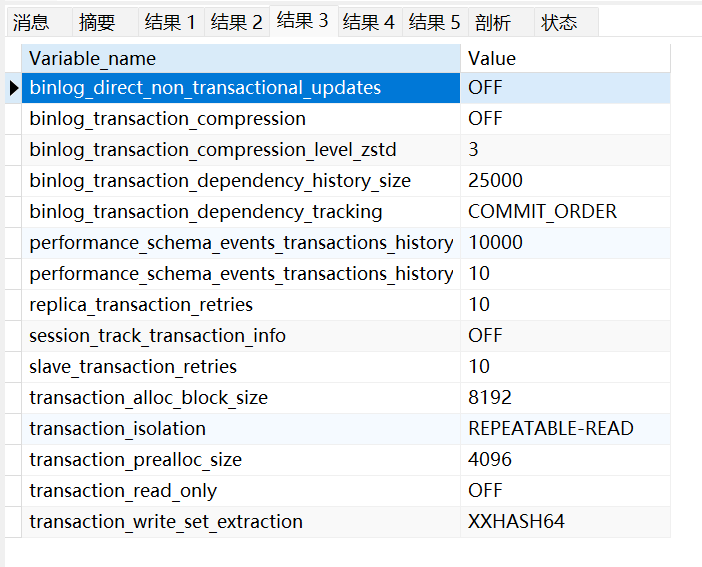 消息 摘要 结果 1 结果 2 结果 3 结果 4 结果 5 剖析 状态
Variable_name Value
binlog_direct_non_transactional_updates OFF
binlog_transaction_compression OFF
binlog_transaction_compression_level_zstd 3
binlog_transaction_dependency_history_size 25000
binlog_transaction_dependency_tracking COMMIT_ORDER
performance_schema_events_transactions_history 10000
performance_schema_events_transactions_history 10
replica_transaction_retries 10
session_track_transaction_info OFF
slave_transaction_retries 10
transaction_alloc_block_size 8192
transaction_isolation REPEATABLE-READ
transaction_prealloc_size 4096
transaction_read_only OFF
transaction_write_set_extraction XXHASH64